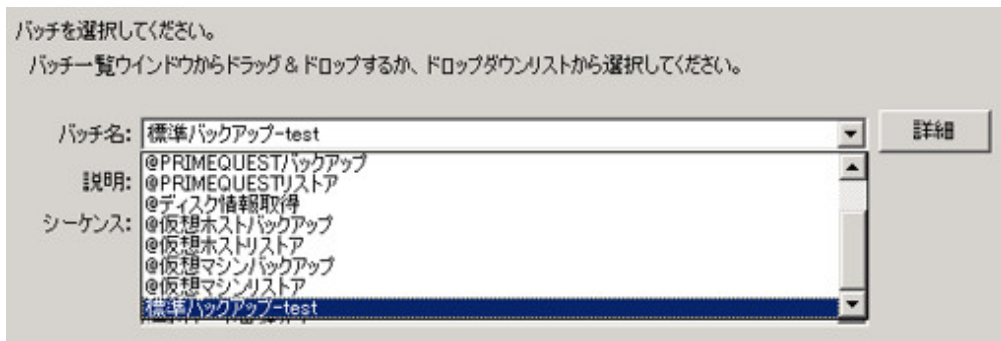 バッチを選択してください。
バッチ一覧ウインドウからドラッグ&ドロップするか、ドロップダウンリストから選択してください。
バッチ名: 標準バックアップ-test 詳細
@PRIMEQUESTバックアップ
説明: @PRIMEQUESTリストア
@ディスク情報取得
シーケンス: @仮想ホストバックアップ
@仮想ホストリストア
@仮想マシンバックアップ
@仮想マシンリストア
標準バックアップ-test